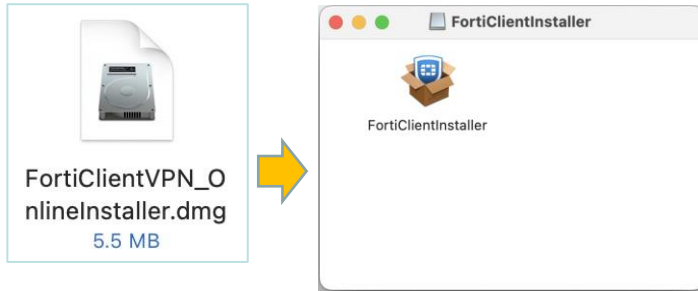 FortiClientVPN_O
nlineInstaller.dmg
5.5 MB
FortiClientInstaller
FortiClientInstaller